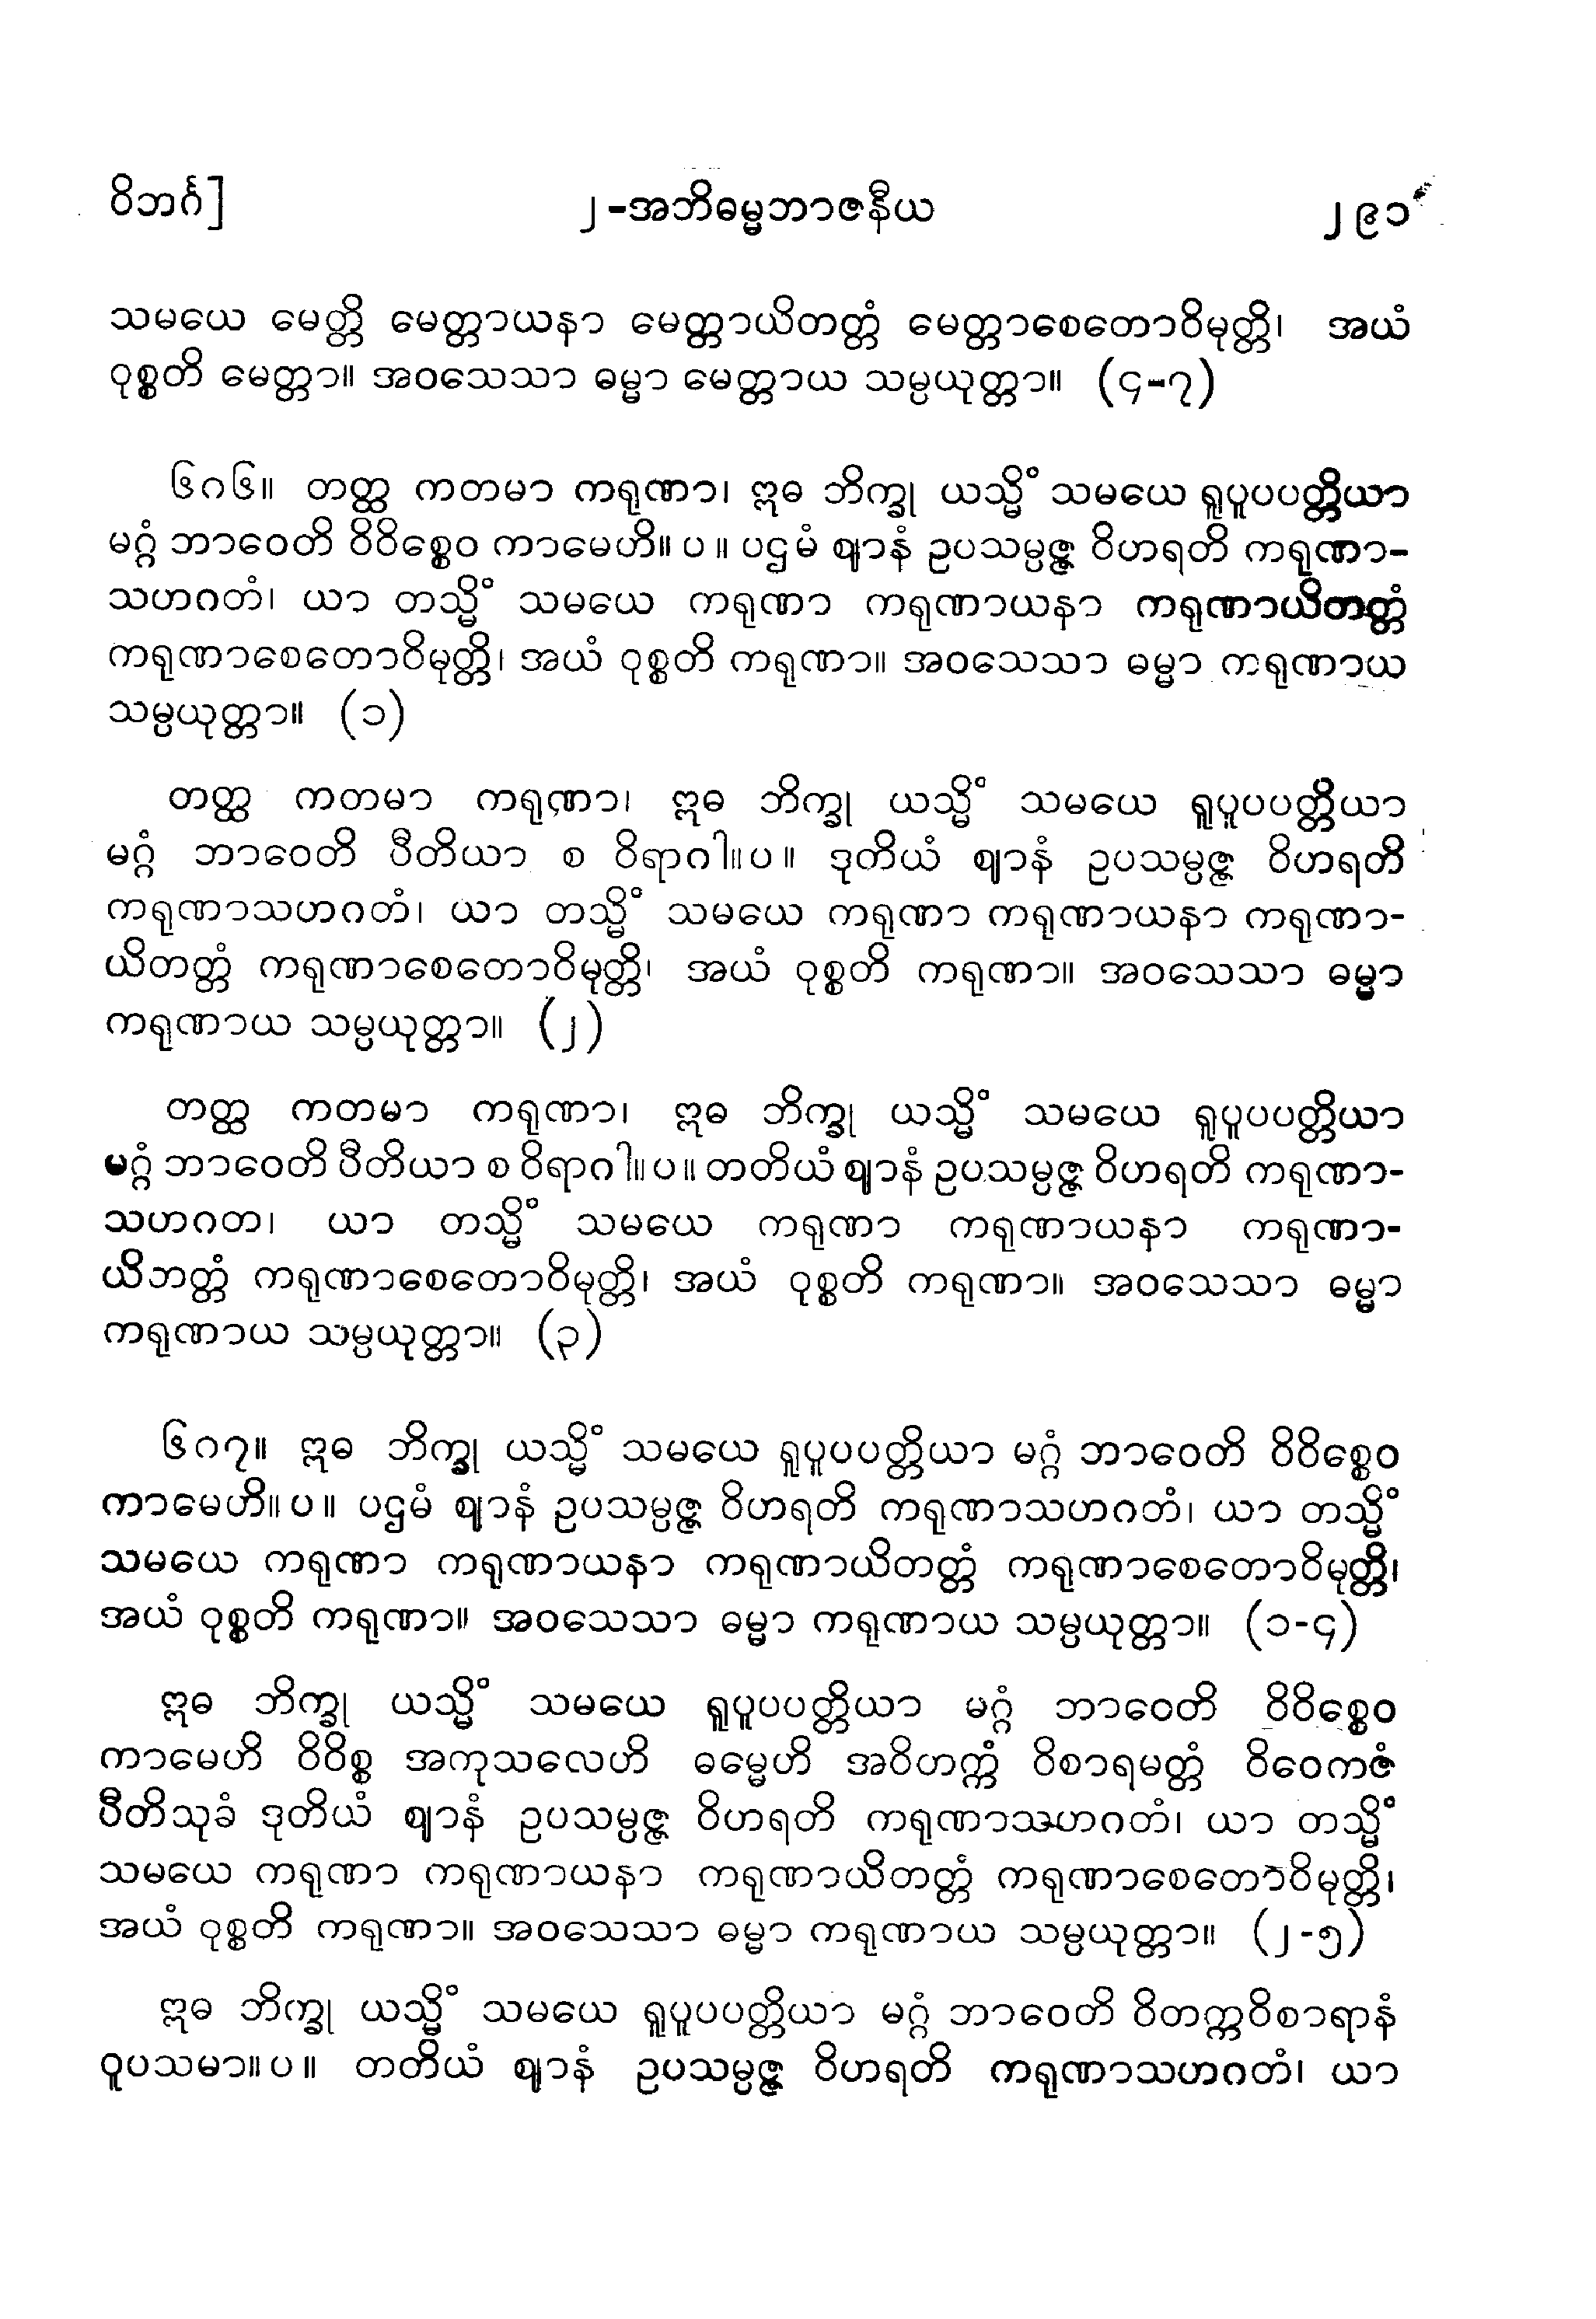 ဝိဘင်္ဂ]
၂-အဘိဓမ္မဘာဇနီယ
၂၉၁
သမယေ မေတ္တိ မေတ္တာယနာ မေတ္တာယိတတ္တံ မေတ္တာစေတောဝိမုတ္တိ၊ အယံ
ဝုစ္စတိ မေတ္တာ။ အဝသေသာ ဓမ္မာ မေတ္တာယ သမ္ပယုတ္တာ။ (၄-၇)
၆ဂ၆။ တတ္ထ ကတမာ ကရုဏာ၊ ဣဓ ဘိက္ခု ယသ္မိံ သမယေ ရူပူပပတ္တိယာ
မဂ္ဂံ ဘာဝေတိ ဝိဝိစ္စေဝ ကာမေဟိ။ ပ ။ ပဌမံ ဈာနံ ဥပသမ္ပဇ္ဇ ဝိဟရတိ ကရုဏာ-
သဟဂတံ၊ ယာ တသ္မိံ သမယေ ကရုဏာ ကရုဏာယနာ ကရုဏာယိတတ္တံ
ကရုဏာစေတောဝိမုတ္တိ၊ အယံ ဝုစ္စတိ ကရုဏာ။ အဝသေသာ ဓမ္မာ ကရုဏာယ
သမ္ပယုတ္တာ။ (၁)
တတ္ထ ကတမာ ကရုဏာ၊ ဣဓ ဘိက္ခု ယသ္မိံ သမယေ ရူပူပပတ္တိယာ
မဂ္ဂံ ဘာဝေတိ ပီတိယာ စ ဝိရာဂါ။ ပ ။ ဒုတိယံ ဈာနံ ဥပသမ္ပဇ္ဇ ဝိဟရတိ
ကရုဏာသဟဂတံ၊ ယာ တသ္မိံ သမယေ ကရုဏာ ကရုဏာယနာ ကရုဏာ-
ယိတတ္တံ ကရုဏာစေတောဝိမုတ္တိ၊ အယံ ဝုစ္စတိ ကရုဏာ။ အဝသေသာ ဓမ္မာ
ကရုဏာယ သမ္ပယုတ္တာ။ (၂)
တတ္ထ ကတမာ ကရုဏာ၊ ဣဓ ဘိက္ခု ယသ္မိံ သမယေ ရူပူပပတ္တိယာ
မဂ္ဂံ ဘာဝေတိ ပီတိယာ စ ဝိရာဂါ။ ပ ။ တတိယံ ဈာနံ ဥပသမ္ပဇ္ဇ ဝိဟရတိ ကရုဏာ-
သဟဂတ၊ ယာ တသ္မိံ သမယေ ကရုဏာ ကရုဏာယနာ ကရုဏာ-
ယိဘတ္တံ ကရုဏာစေတောဝိမုတ္တိ၊ အယံ ဝုစ္စတိ ကရုဏာ။ အဝသေသာ ဓမ္မာ
ကရုဏာယ သမ္ပယုတ္တာ။ (၃)
၆ဂ၇။ ဣဓ ဘိက္ခု ယသ္မိံ သမယေ ရူပူပပတ္တိယာ မဂ္ဂံ ဘာဝေတိ ဝိဝိစ္စေဝ
ကာမေဟိ။ ပ ။ ပဌမံ ဈာနံ ဥပသမ္ပဇ္ဇ ဝိဟရတိ ကရုဏာသဟဂတံ၊ ယာ တသ္မိံ
သမယေ ကရုဏာ ကရုဏာယနာ ကရုဏာယိတတ္တံ ကရုဏာစေတောဝိမုတ္တိ၊
အယံ ဝုစ္စတိ ကရုဏာ။ အဝသေသာ ဓမ္မာ ကရုဏာယ သမ္ပယုတ္တာ။ (၁-၄)
ဣဓ ဘိက္ခု ယသ္မိံ သမယေ ရူပူပပတ္တိယာ မဂ္ဂံ ဘာဝေတိ ဝိဝိစ္စေဝ
ကာမေဟိ ဝိဝိစ္စ အကုသလေဟိ ဓမ္မေဟိ အဝိဟက္ကံ ဝိစာရမတ္တံ ဝိဝေကဇံ
ပီတိသုခံ ဒုတိယံ ဈာနံ ဥပသမ္ပဇ္ဇ ဝိဟရတိ ကရုဏာသဟဂတံ၊ ယာ တသ္မိံ
သမယေ ကရုဏာ ကရုဏာယနာ ကရုဏာယိတတ္တံ ကရုဏာစေတောဝိမုတ္တိ၊
အယံ ဝုစ္စတိ ကရုဏာ။ အဝသေသာ ဓမ္မာ ကရုဏာယ သမ္ပယုတ္တာ။ (၂-၅)
ဣဓ ဘိက္ခု ယသ္မိံ သမယေ ရူပူပပတ္တိယာ မဂ္ဂံ ဘာဝေတိ ဝိတက္ကဝိစာရာနံ
ဝူပသမာ။ ပ ။ တတိယံ ဈာနံ ဥပသမ္ပဇ္ဇ ဝိဟရတိ ကရုဏာသဟဂတံ၊ ယာ